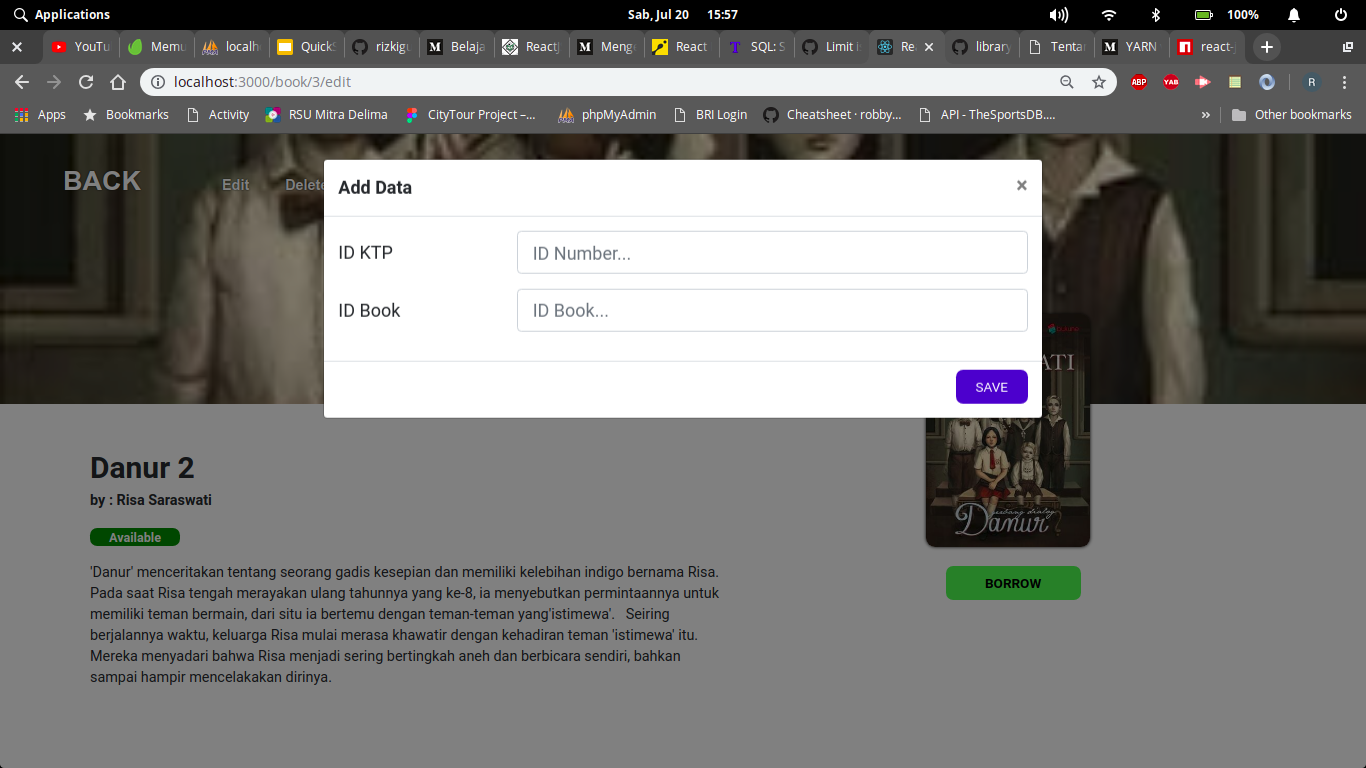 Applications
Sab, Jul 20 15:57
100%
YouTu
Memu
localho
Quick
rizkigu
Belaja
Reactj
Menge
React
SQL: S
Limit i
Re
library
Tentan
YARN
react-j
localhost:3000/book/3/edit
ABP
YAB
R
Apps
Bookmarks
Activity
RSU Mitra Delima
CityTour Project –...
phpMyAdmin
BRI Login
Cheatsheet · robby...
API - TheSportsDB....
»
Other bookmarks
BACK
Edit
Delete
Add Data
×
ID KTP
ID Number...
ID Book
ID Book...
SAVE
ATI
Danur 2
by : Risa Saraswati
Available
'Danur' menceritakan tentang seorang gadis kesepian dan memiliki kelebihan indigo bernama Risa.
Pada saat Risa tengah merayakan ulang tahunnya yang ke-8, ia menyebutkan permintaannya untuk
memiliki teman bermain, dari situ ia bertemu dengan teman-teman yang'istimewa'. Seiring
berjalannya waktu, keluarga Risa mulai merasa khawatir dengan kehadiran teman 'istimewa' itu.
Mereka menyadari bahwa Risa menjadi sering bertingkah aneh dan berbicara sendiri, bahkan
sampai hampir mencelakakan dirinya.
Danur
BORROW